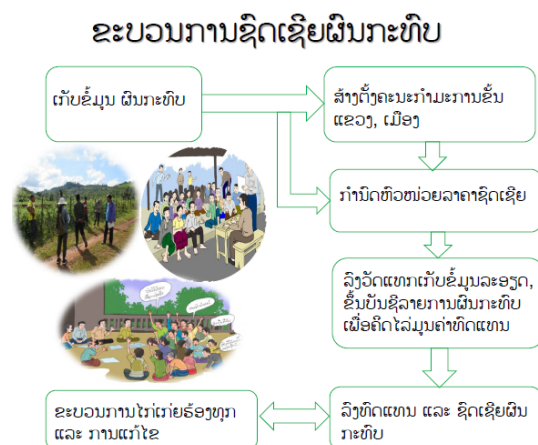 ຂະບວນການຊົດເຊີຍຜົນກະທົບ
ເກັບຂໍ້ມູນ ຜົນກະທົບ
ສ້າງຕັ້ງຄະນະກຳມະການຂັ້ນ
ແຂວງ, ເມືອງ
ກຳນົດຫົວໜ່ວຍລາຄາຊົດເຊີຍ
ລົງວັດແທກເກັບຂໍ້ມູນລະອຽດ,
ຂຶ້ນບັນຊີລາຍການຜົນກະທົບ
ເພື່ອຄິດໄລ່ມູນຄ່າທົດແທນ
ລົງທົດແທນ ແລະ ຊົດເຊີຍຜົນ
ກະທົບ
ຂະບວນການໄກ່ເກ່ຍຮ້ອງທຸກ
ແລະ ການແກ້ໄຂ